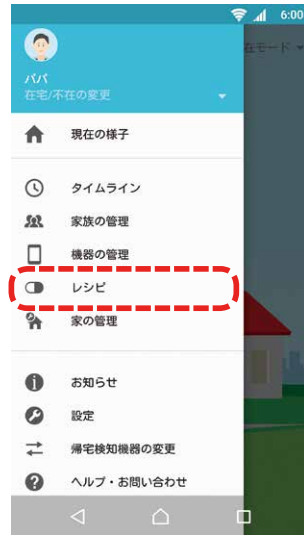 6:00
在モード
パパ
在宅/不在の変更
現在の様子
タイムライン
家族の管理
機器の管理
レシピ
家の管理
お知らせ
設定
帰宅検知機器の変更
ヘルプ・お問い合わせ